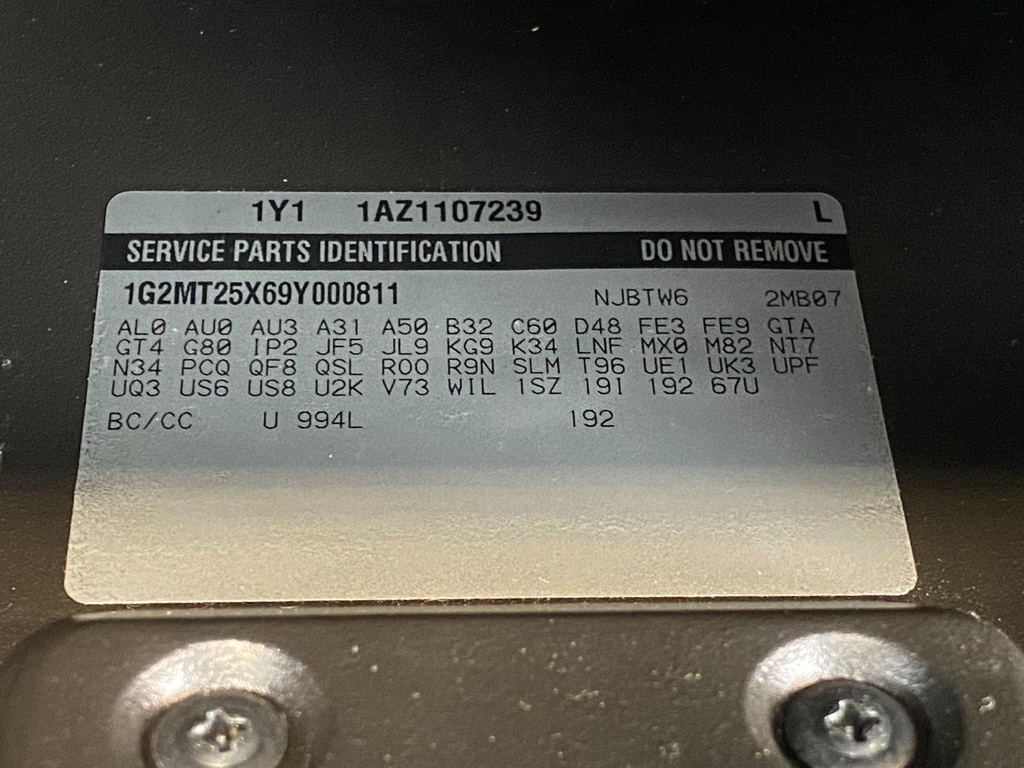 1Y1 1AZ1107239 L
SERVICE PARTS IDENTIFICATION DO NOT REMOVE
1G2MT25X69Y000811 NJBTW6 2MB07
AL0 AU0 AU3 A31 A50 B32 C60 D48 FE3 FE9 GTA
GT4 G80 IP2 JF5 JL9 KG9 K34 LNF MX0 M82 NT7
N34 PCQ QF8 QSL R00 R9N SLM T96 UE1 UK3 UPF
UQ3 US6 US8 U2K V73 WIL 1SZ 19I 192 67U
BC/CC U 994L 192